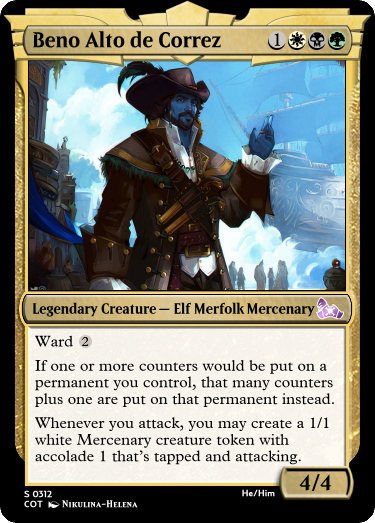 Beno Alto de Correz 1
Legendary Creature — Elf Merfolk Mercenary
Ward 2
If one or more counters would be put on a
permanent you control, that many counters
plus one are put on that permanent instead.
Whenever you attack, you may create a 1/1
white Mercenary creature token with
accolade 1 that's tapped and attacking.
S 0312 He/Him 4/4
COT Nikulina-Helena